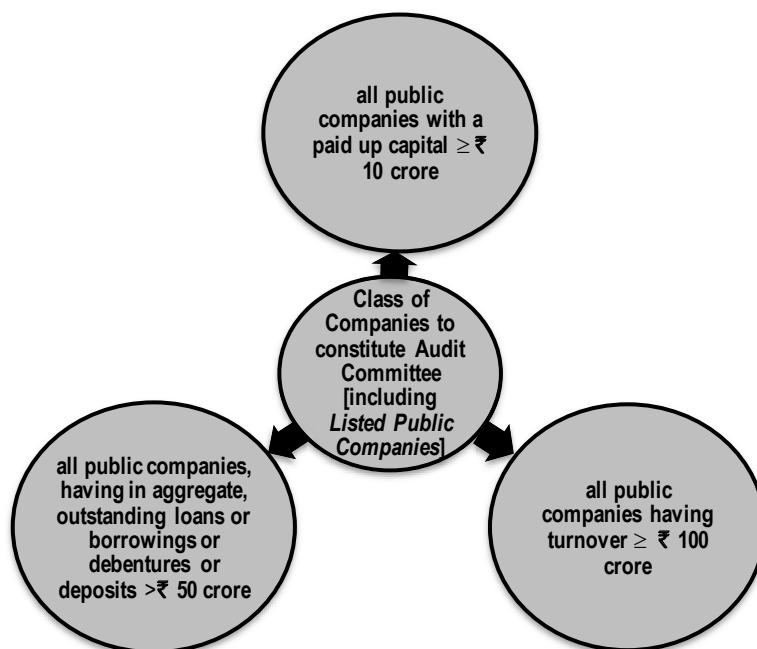 all public
companies with a
paid up capital ≥ ₹
10 crore
Class of
Companies to
constitute Audit
Committee
[including
Listed Public
Companies]
all public companies,
having in aggregate,
outstanding loans or
borrowings or
debentures or
deposits >₹ 50 crore
all public
companies having
turnover ≥ ₹ 100
crore